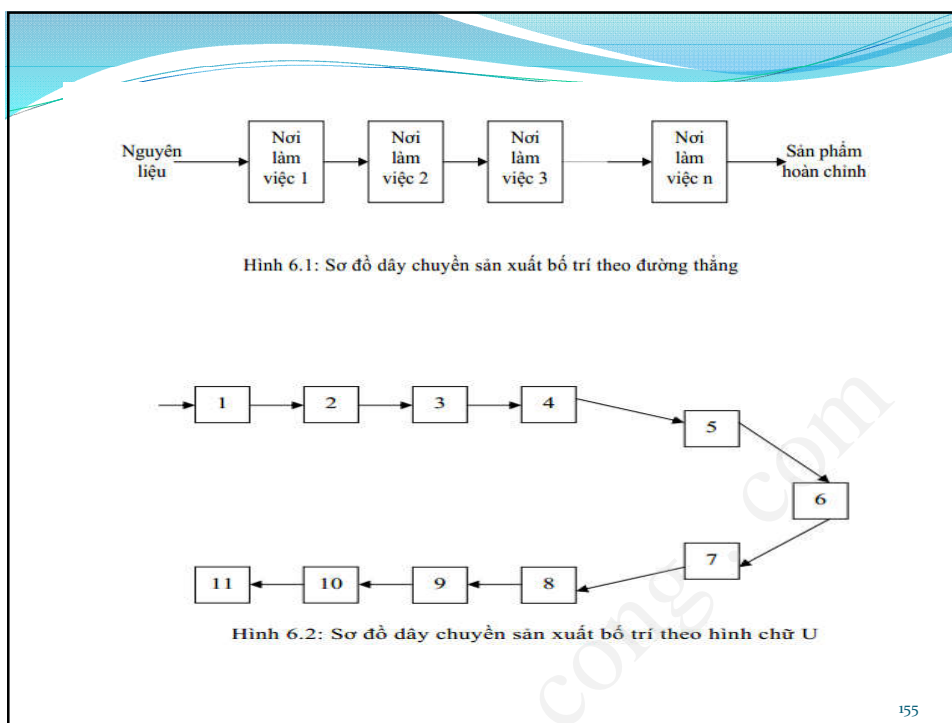 Nguyên
liệu
Nơi
làm
việc 1
Nơi
làm
việc 2
Nơi
làm
việc 3
Nơi
làm
việc n
Sản phẩm
hoàn chỉnh
Hình 6.1: Sơ đồ dây chuyền sản xuất bố trí theo đường thẳng
1
2
3
4
5
6
7
8
9
10
11
Hình 6.2: Sơ đồ dây chuyền sản xuất bố trí theo hình chữ U
cong . com
155